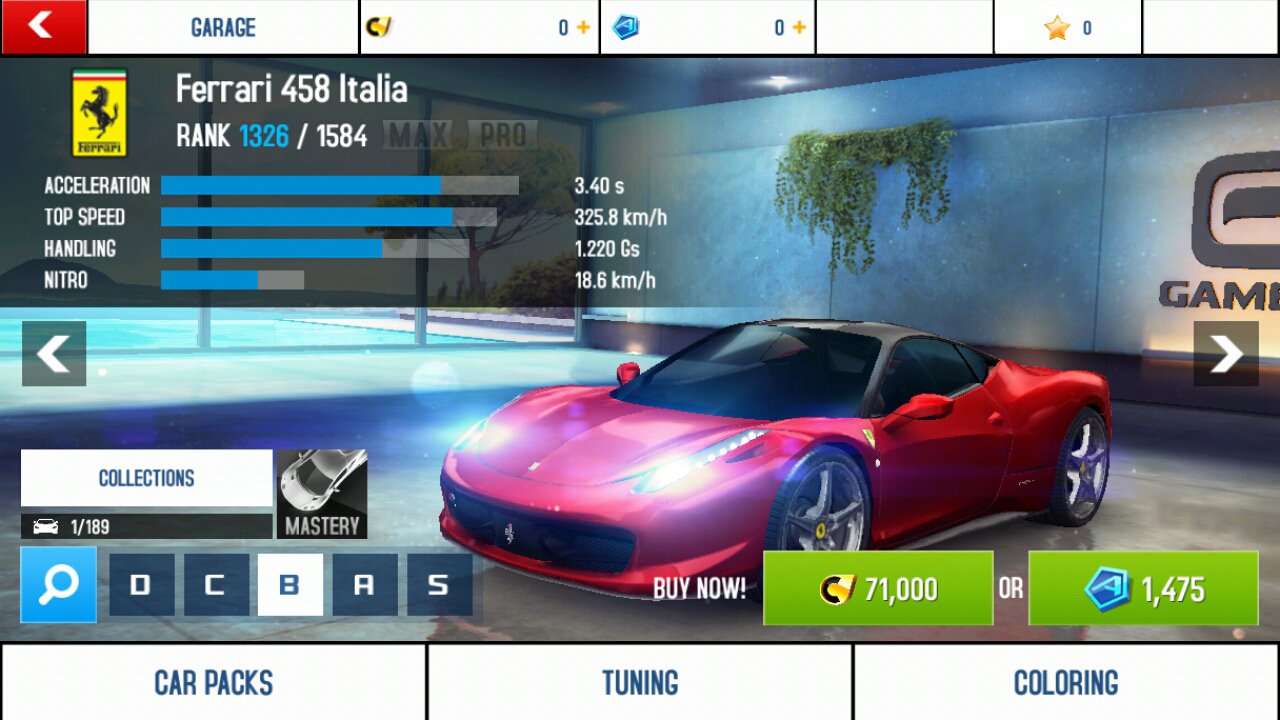 GARAGE
0 +
0 +
0
Ferrari
Ferrari 458 Italia
RANK 1326 / 1584 MAX PRO
ACCELERATION 3.40 s
TOP SPEED 325.8 km/h
HANDLING 1.220 Gs
NITRO 18.6 km/h
GAME
COLLECTIONS
1/189
MASTERY
D C B A S
BUY NOW! 71,000 OR 1,475
CAR PACKS TUNING COLORING